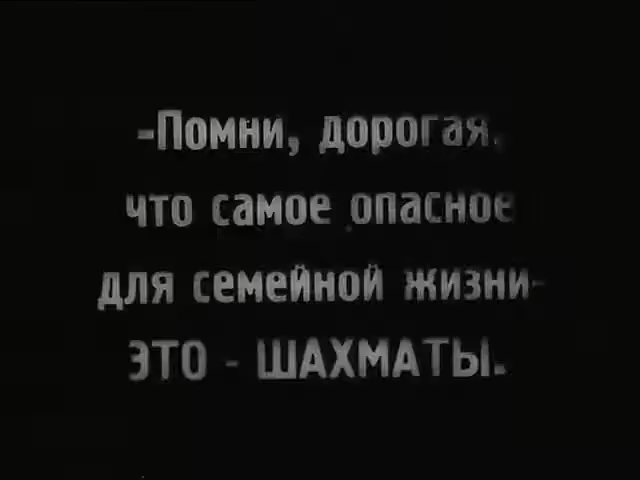 -Помни, дорогая,
что самое опасное
для семейной жизни-
ЭТО - ШАХМАТЫ.